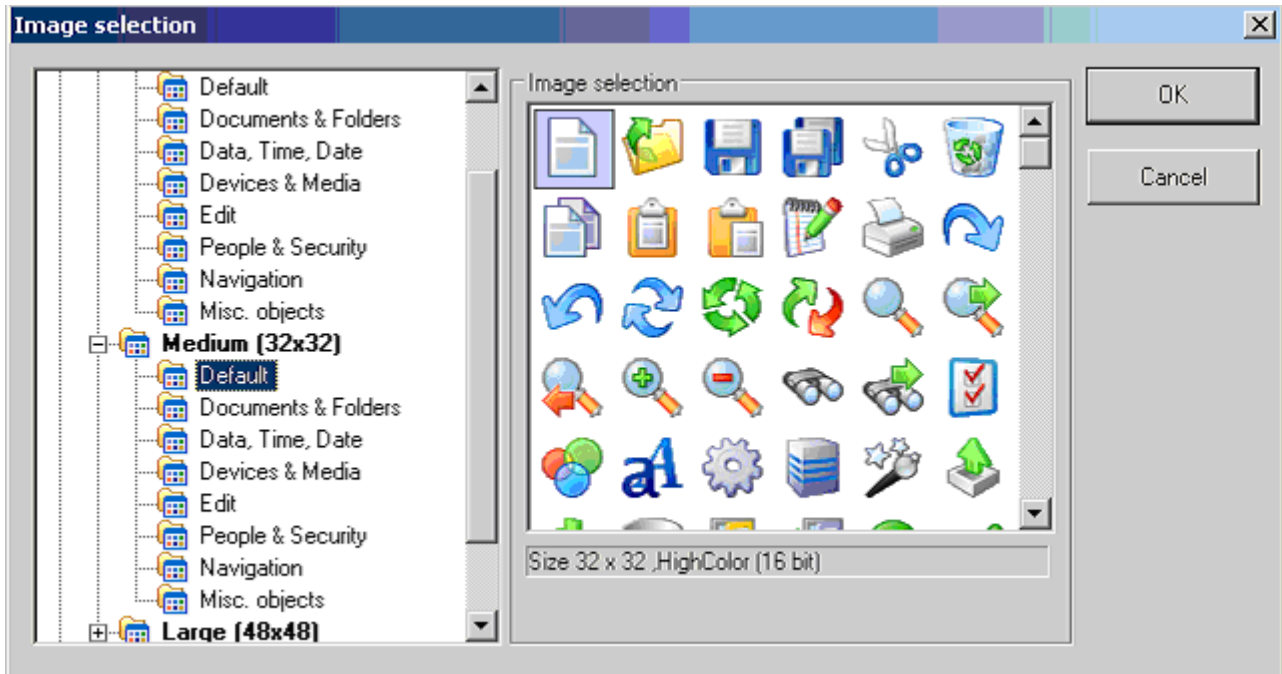 Image selection
Default
Documents & Folders
Data, Time, Date
Devices & Media
Edit
People & Security
Navigation
Misc. objects
Medium (32x32)
Default
Documents & Folders
Data, Time, Date
Devices & Media
Edit
People & Security
Navigation
Misc. objects
Large (48x48)
Image selection
aA
Size 32 x 32 ,HighColor (16 bit)
OK
Cancel